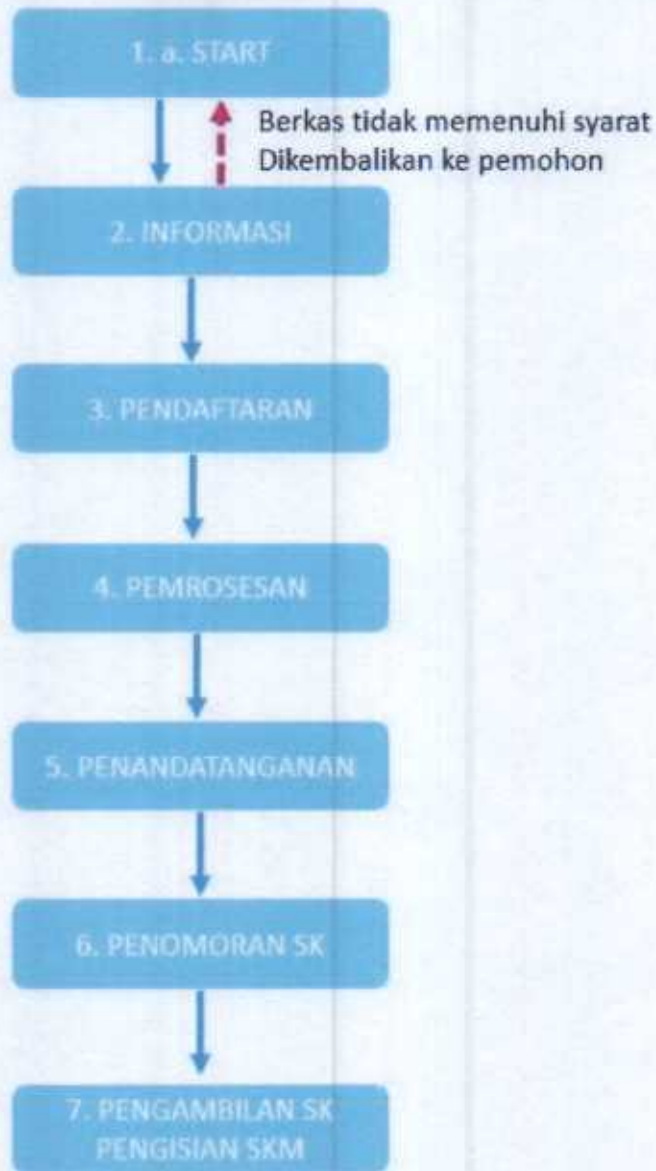 1. a. START
Berkas tidak memenuhi syarat
Dikembalikan ke pemohon
2. INFORMASI
3. PENDAFTARAN
4. PEMROSESAN
5. PENANDATANGANAN
6. PENOMORAN SK
7. PENGAMBILAN SK
PENGISIAN SKM